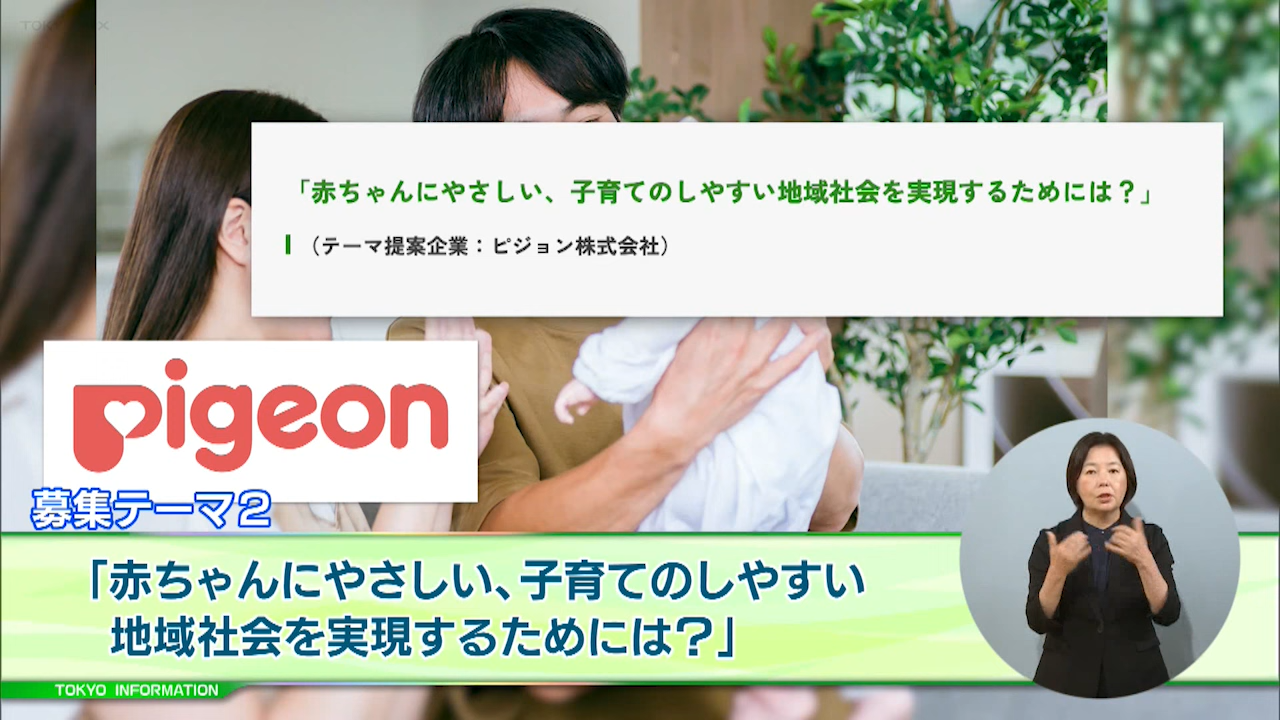 TOKYO MX
「赤ちゃんにやさしい、子育てのしやすい地域社会を実現するためには？」
（テーマ提案企業：ピジョン株式会社）
pigeon
募集テーマ２
「赤ちゃんにやさしい、子育てのしやすい
地域社会を実現するためには？」
TOKYO INFORMATION